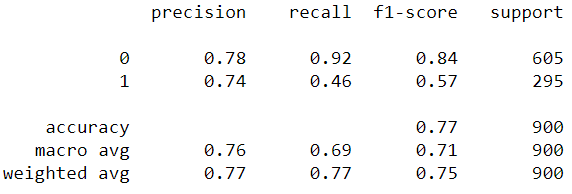 precision recall f1-score support
0 0.78 0.92 0.84 605
1 0.74 0.46 0.57 295
accuracy 0.77 900
macro avg 0.76 0.69 0.71 900
weighted avg 0.77 0.77 0.75 900